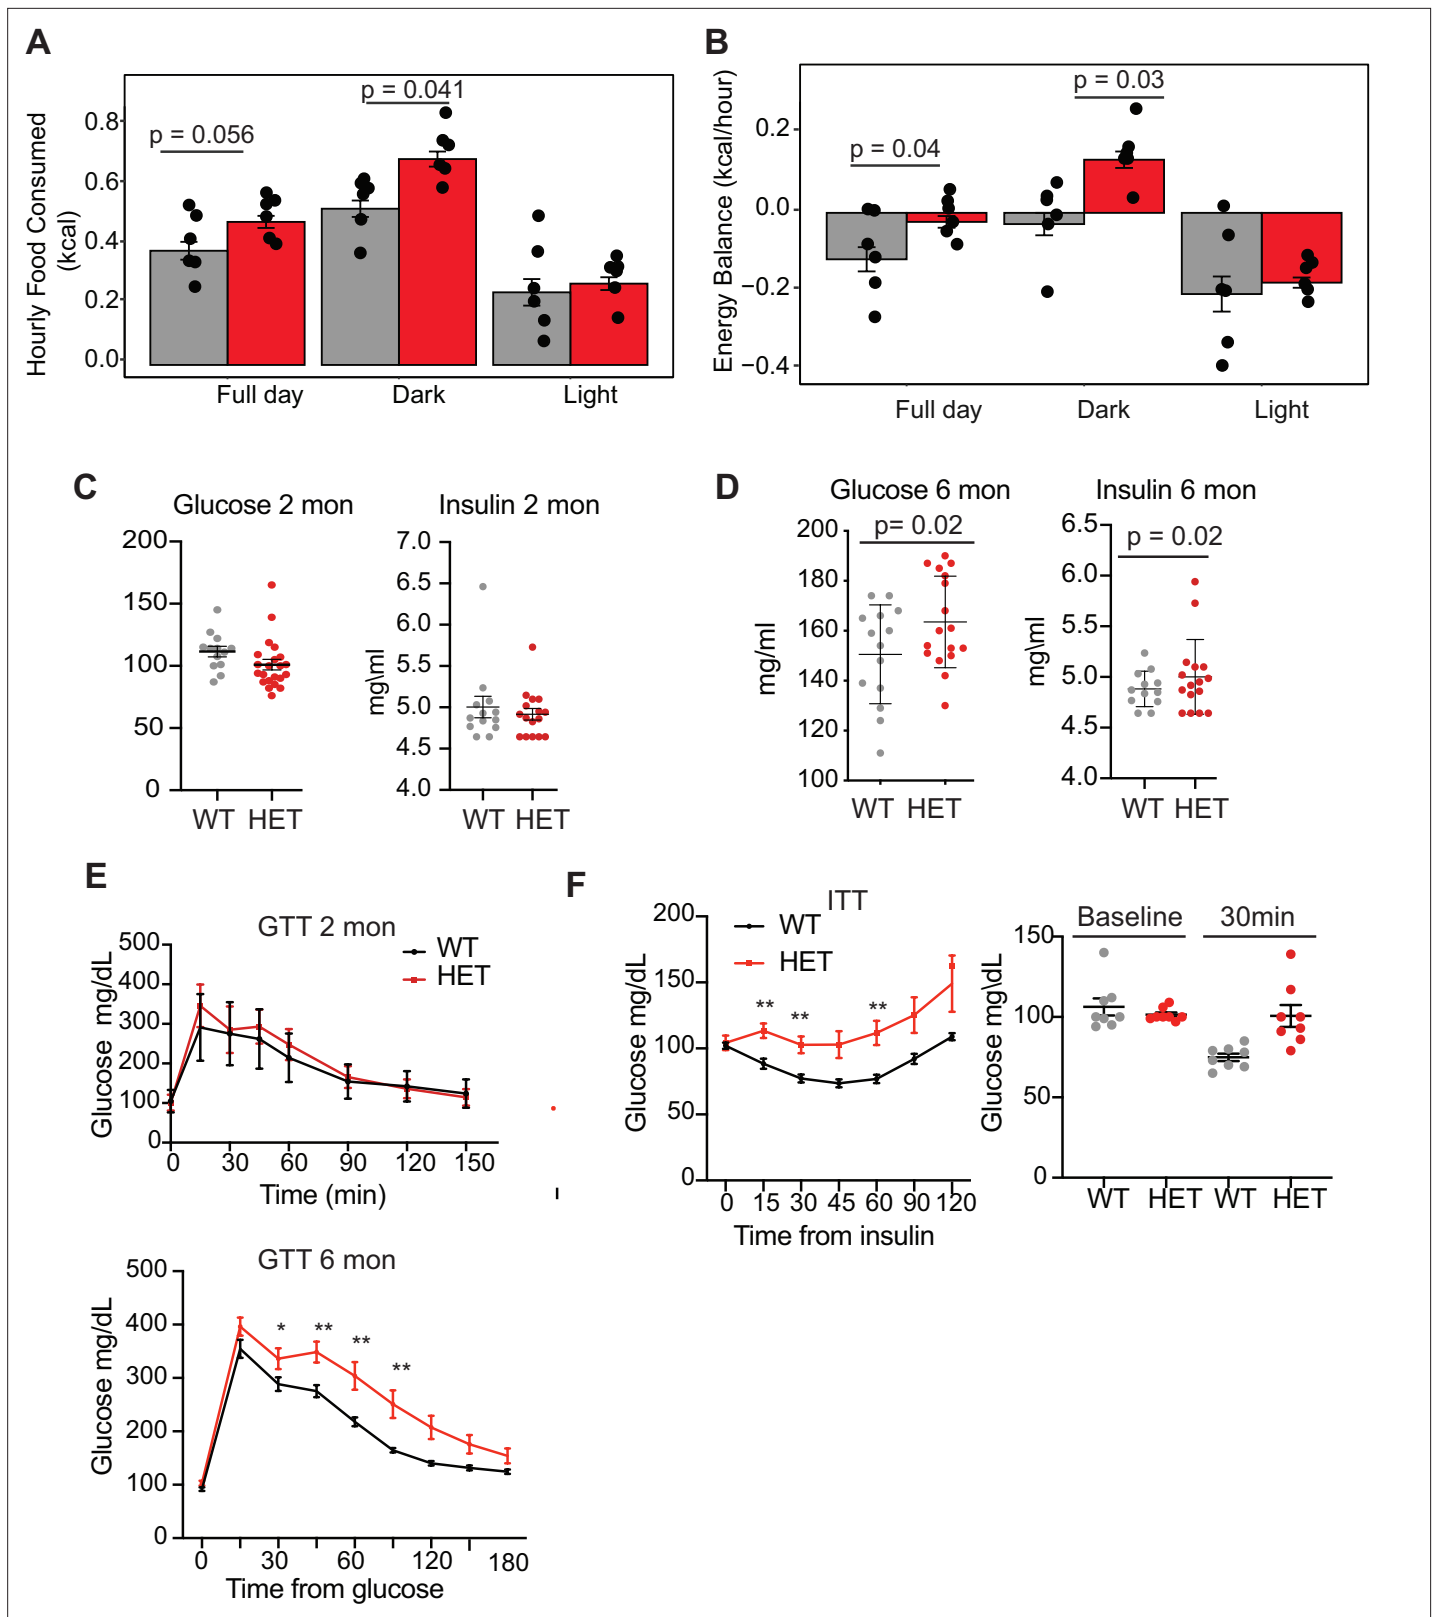 A
Hourly Food Consumed
(kcal)
0.8
0.6
0.4
0.2
0.0
p = 0.056
p = 0.041
Full day
Dark
Light
B
Energy Balance (kcal/hour)
0.2
0.0
−0.2
−0.4
p = 0.04
p = 0.03
Full day
Dark
Light
C
Glucose 2 mon
200
150
100
50
0
WT HET
Insulin 2 mon
mg\ml
7.0
6.5
6.0
5.5
5.0
4.5
4.0
WT HET
D
Glucose 6 mon
p= 0.02
mg/ml
200
180
160
140
120
100
WT HET
Insulin 6 mon
p = 0.02
mg\ml
6.5
6.0
5.5
5.0
4.5
4.0
WT HET
E
GTT 2 mon
WT
HET
Glucose mg/dL
500
400
300
200
100
0
0 30 60 90 120 150
Time (min)
GTT 6 mon
Glucose mg/dL
500
400
300
200
100
0
* ** ** **
0 30 60 120 180
Time from glucose
F
ITT
WT
HET
Glucose mg/dL
200
150
100
50
0
** ** **
0 15 30 45 60 90 120
Time from insulin
Baseline 30min
Glucose mg\dL
150
100
50
0
WT HET WT HET